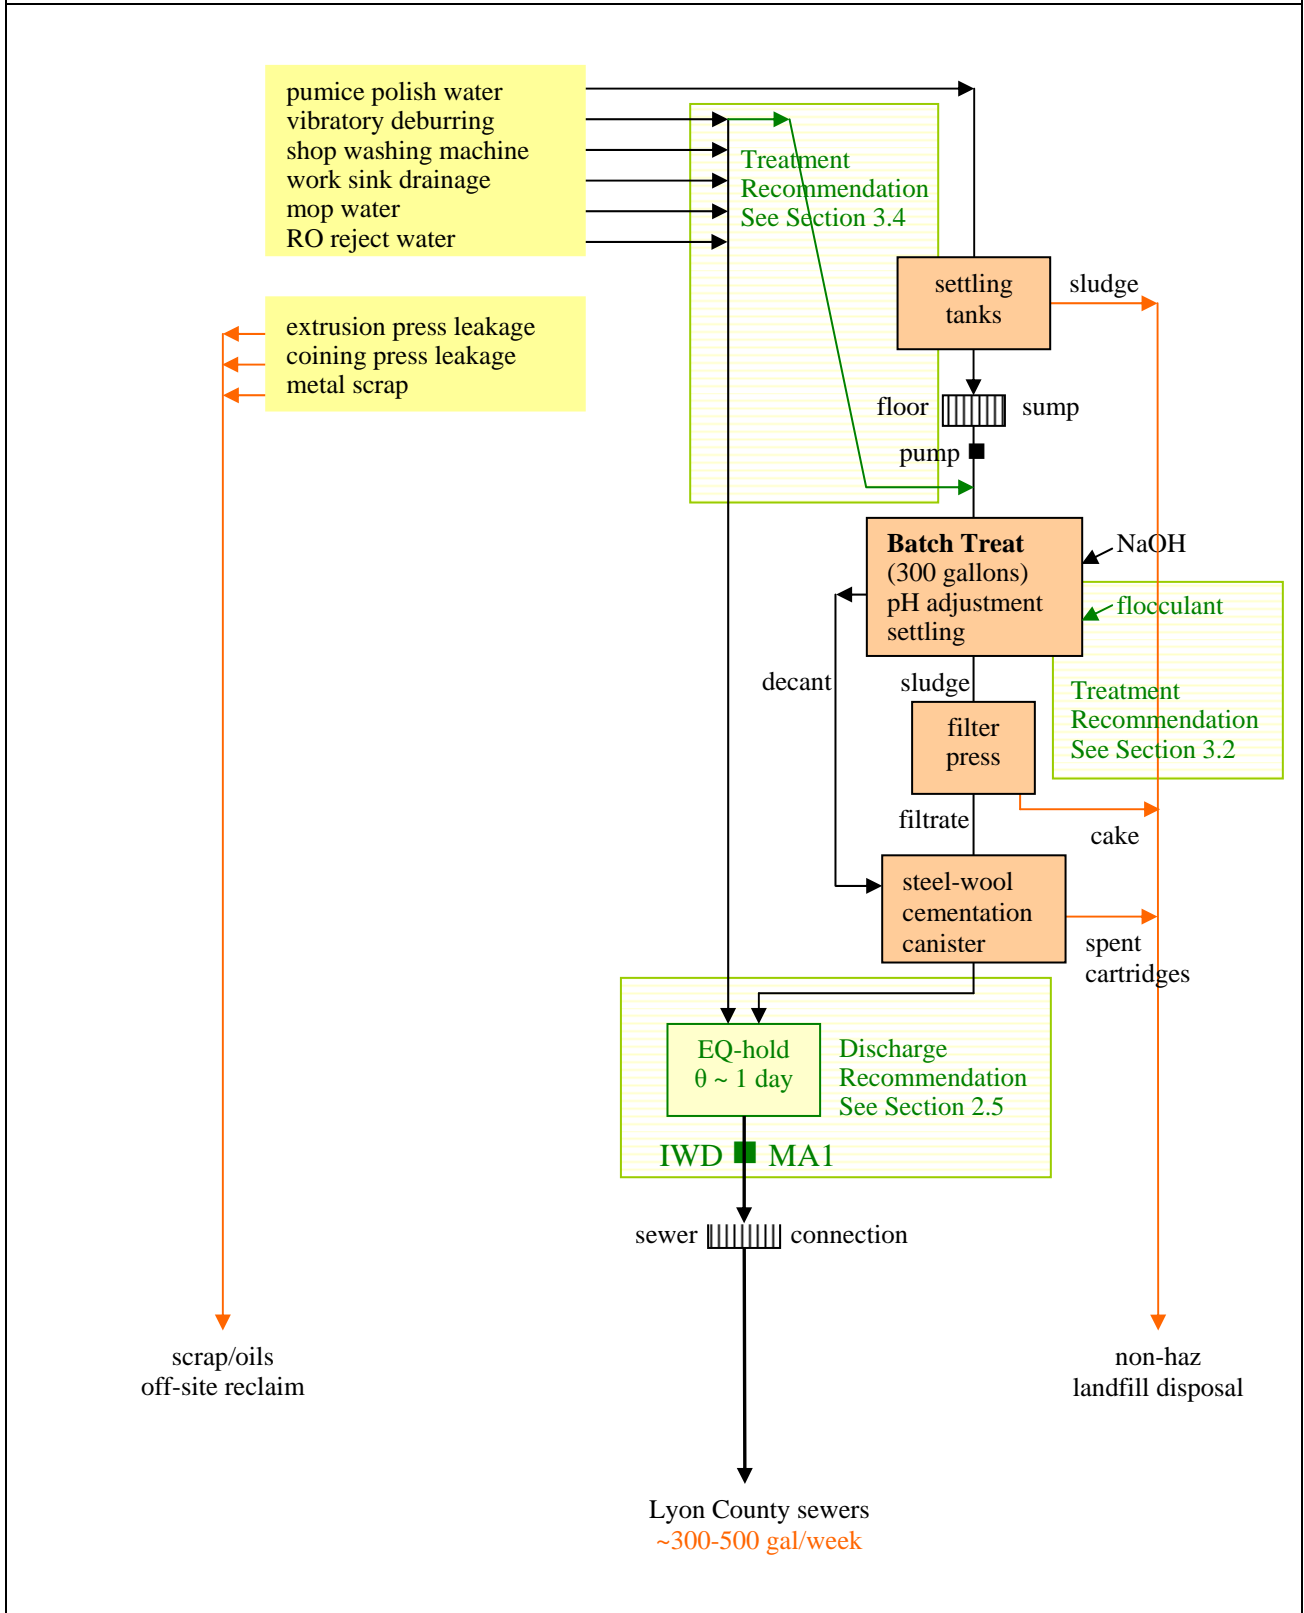 pumice polish water
vibratory deburring
shop washing machine
work sink drainage
mop water
RO reject water
Treatment
Recommendation
See Section 3.4
settling
tanks
sludge
extrusion press leakage
coining press leakage
metal scrap
floor
sump
pump
Batch Treat
(300 gallons)
pH adjustment
settling
NaOH
flocculant
decant
sludge
Treatment
Recommendation
See Section 3.2
filter
press
filtrate
cake
steel-wool
cementation
canister
spent
cartridges
EQ-hold
θ ~ 1 day
Discharge
Recommendation
See Section 2.5
IWD
MA1
sewer
connection
scrap/oils
off-site reclaim
non-haz
landfill disposal
Lyon County sewers
~300-500 gal/week